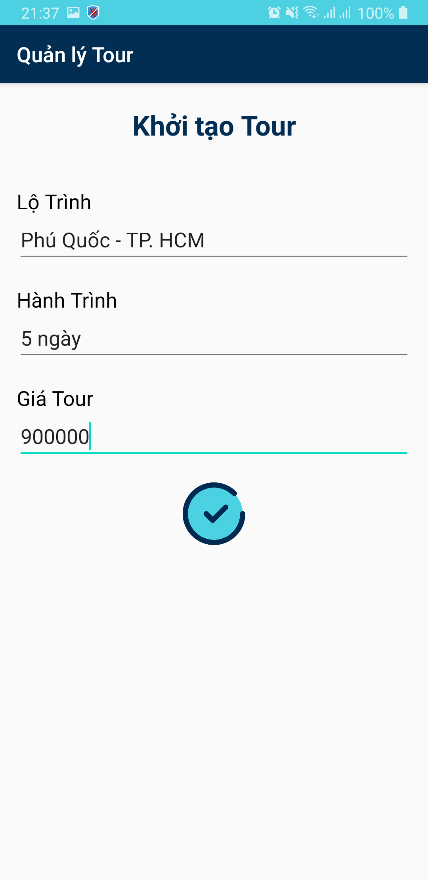 21:37 100%
Quản lý Tour
Khởi tạo Tour
Lộ Trình
Phú Quốc - TP. HCM
Hành Trình
5 ngày
Giá Tour
900000